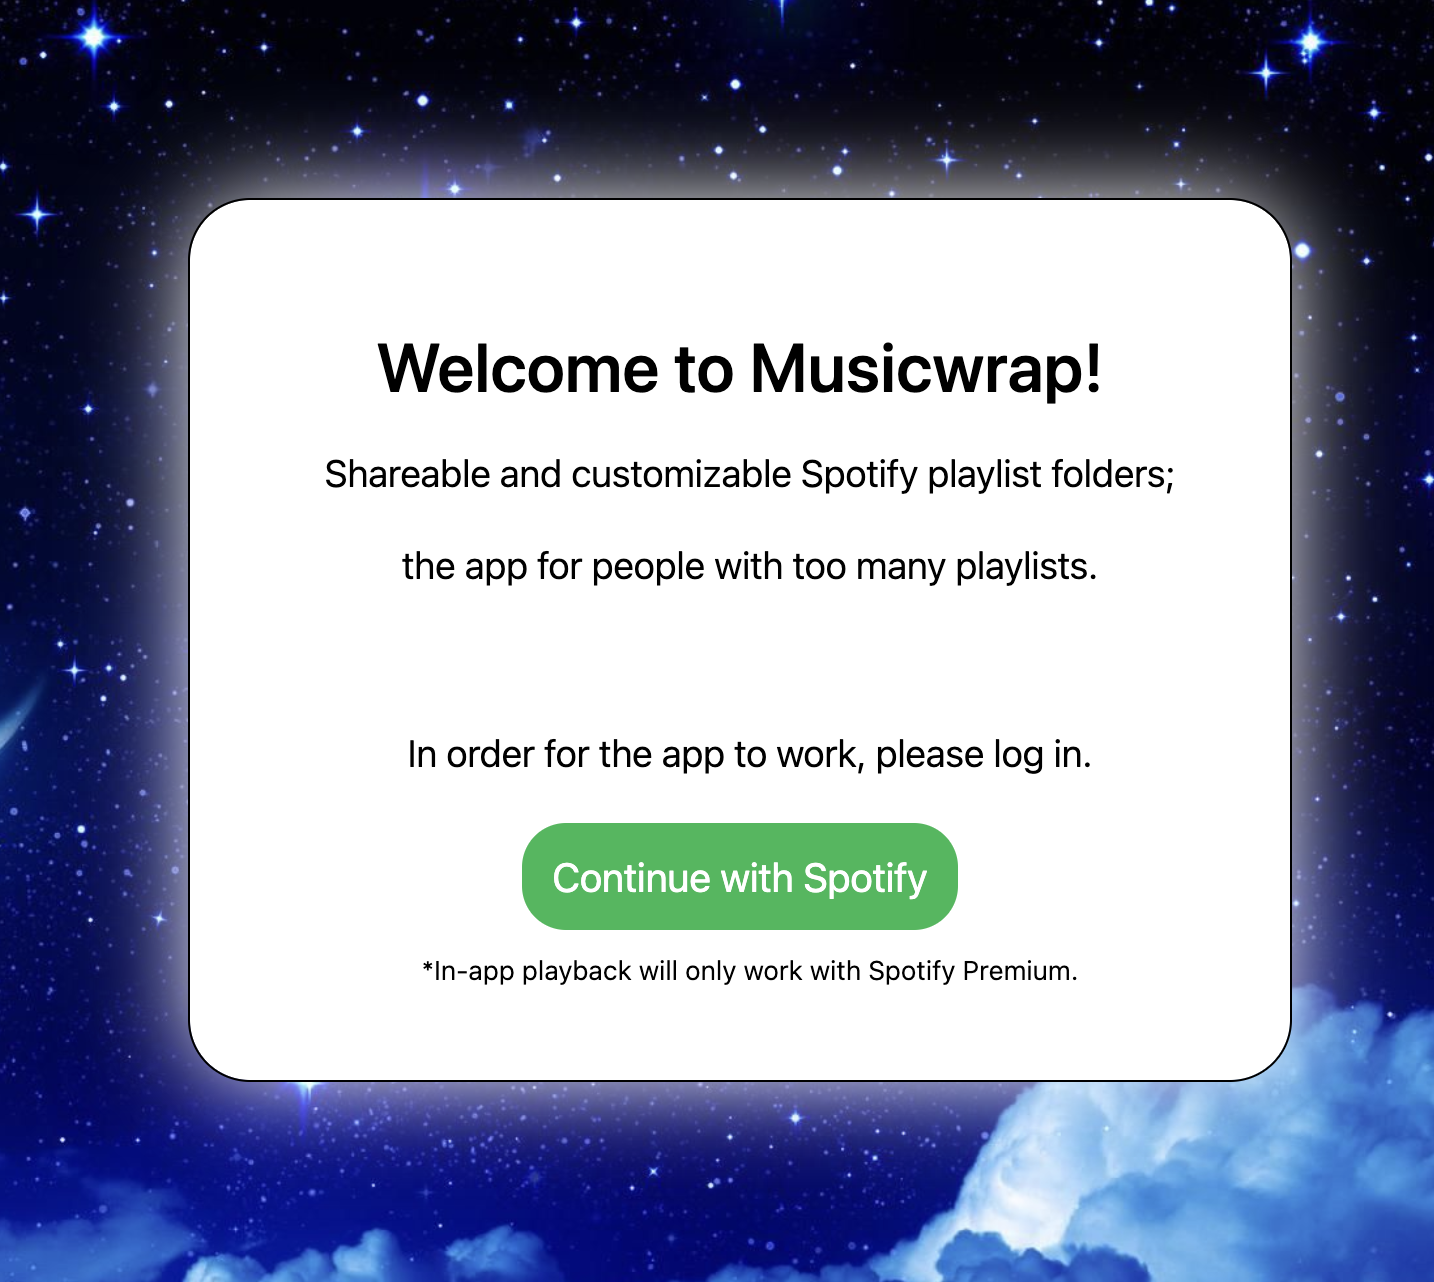 Welcome to Musicwrap!
Shareable and customizable Spotify playlist folders;
the app for people with too many playlists.
In order for the app to work, please log in.
Continue with Spotify
*In-app playback will only work with Spotify Premium.